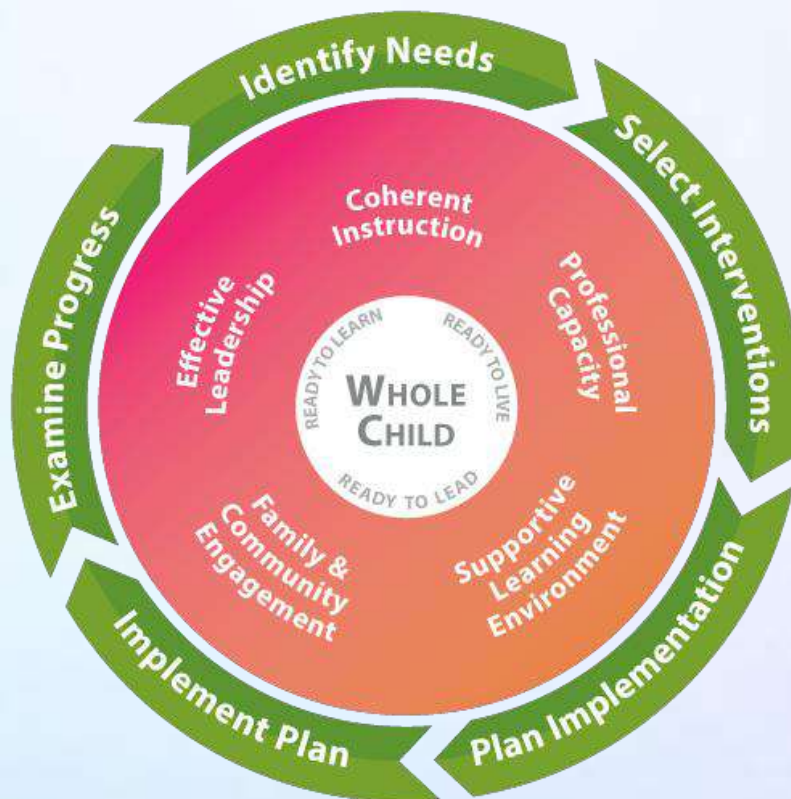 Identify Needs
Select Interventions
Plan Implementation
Implement Plan
Examine Progress
Coherent
Instruction
Professional
Capacity
Supportive
Learning
Environment
Family &
Community
Engagement
Effective
Leadership
READY TO LEARN
READY TO LIVE
READY TO LEAD
WHOLE
CHILD